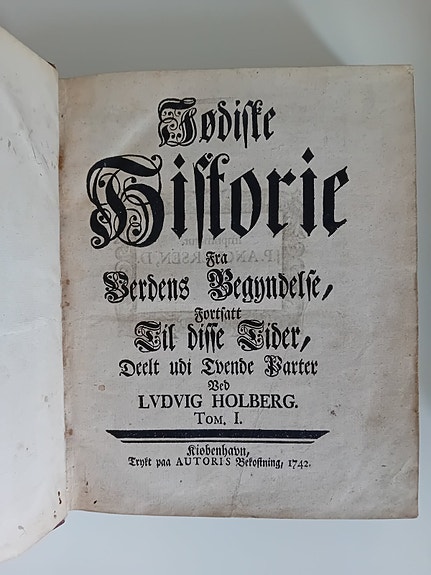 Jødiske
Historie
Fra
Verdens Begyndelse,
Fortsatt
Til disse Tider,
Deelt udi Tvende Parter
Ved
LVDVIG HOLBERG.
TOM. I.
Kiøbenhavn,
Trykt paa AUTORIS Bekostning, 1742.